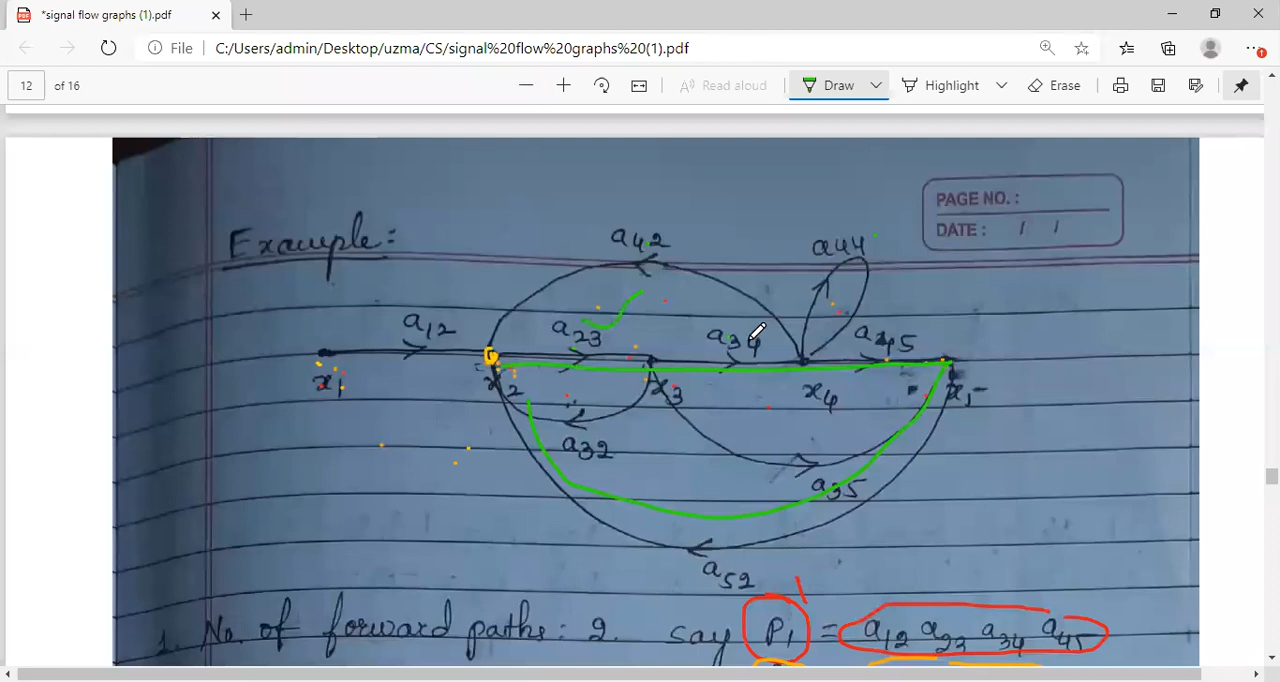 *signal flow graphs (1).pdf
File C:/Users/admin/Desktop/uzma/CS/signal%20flow%20graphs%20(1).pdf
12 of 16 Read aloud Draw Highlight Erase
PAGE NO. :
DATE : / /
Example:
a42 a44
a12 a23 a34 a45
x1 x2 x3 x4 x5
a32
a35
a52
1. No. of forward paths: 2. say P1 = a12 a23 a34 a45